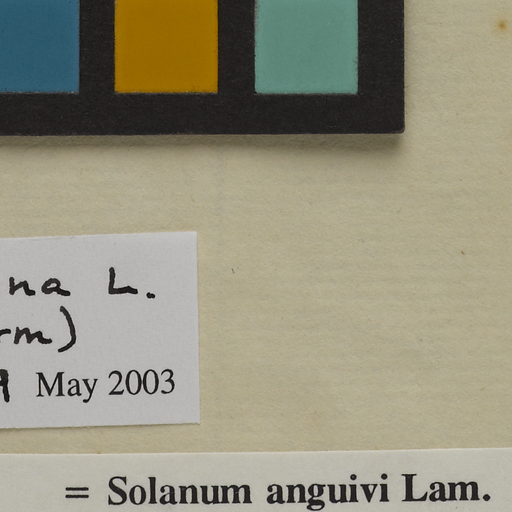 na L.
rm)
May 2003
= Solanum anguivi Lam.